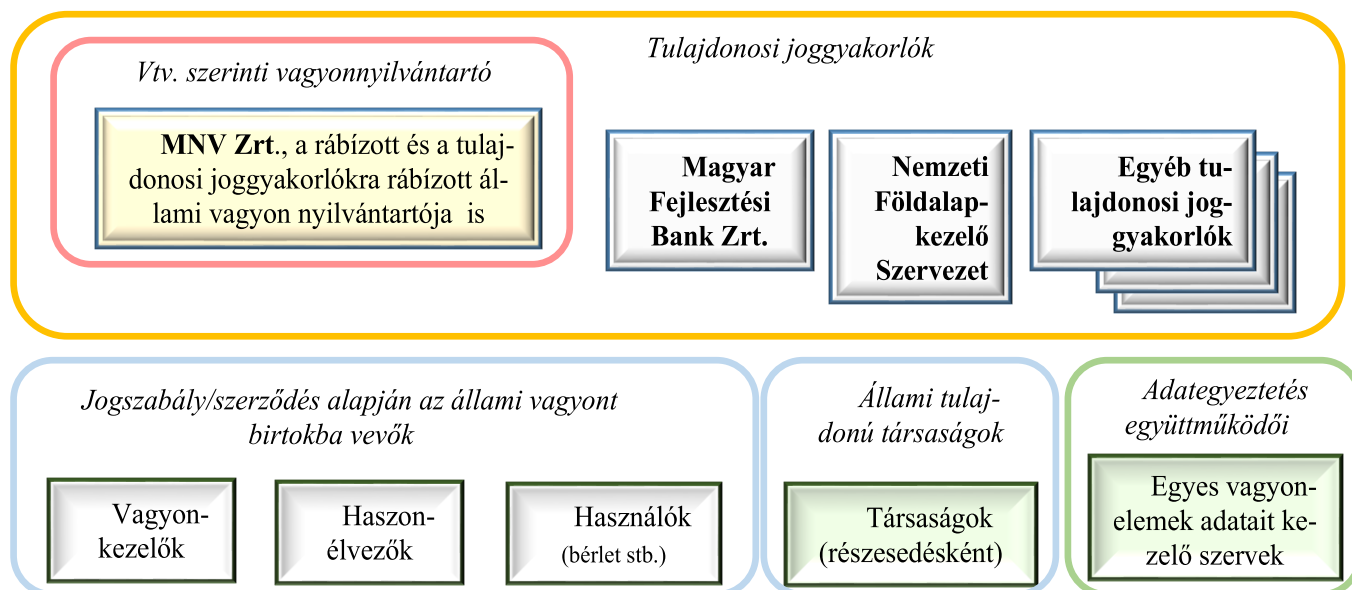 Tulajdonosi joggyakorlók
Vtv. szerinti vagyonnyilvántartó
MNV Zrt., a rábízott és a tulaj-
donosi joggyakorlókra rábízott ál-
lami vagyon nyilvántartója is
Magyar
Fejlesztési
Bank Zrt.
Nemzeti
Földalap-
kezelő
Szervezet
Egyéb tu-
lajdonosi jog-
gyakorlók
Jogszabály/szerződés alapján az állami vagyont
birtokba vevők
Vagyon-
kezelők
Haszon-
élvezők
Használók
(bérlet stb.)
Állami tulaj-
donú társaságok
Társaságok
(részesedésként)
Adategyeztetés
együttműködői
Egyes vagyon-
elemek adatait ke-
zelő szervek